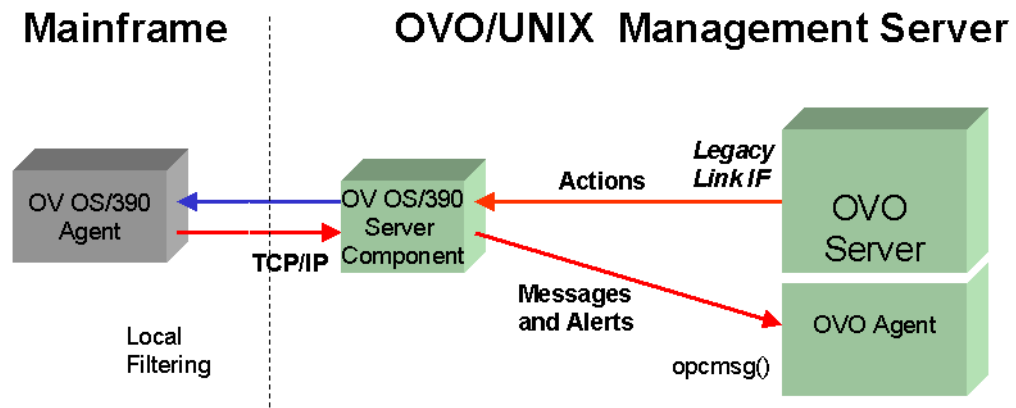 Mainframe
OVO/UNIX Management Server
OV OS/390
Agent
TCP/IP
Local
Filtering
OV OS/390
Server
Component
Actions
Legacy
Link IF
Messages
and Alerts
OVO
Server
OVO Agent
opcmsg()